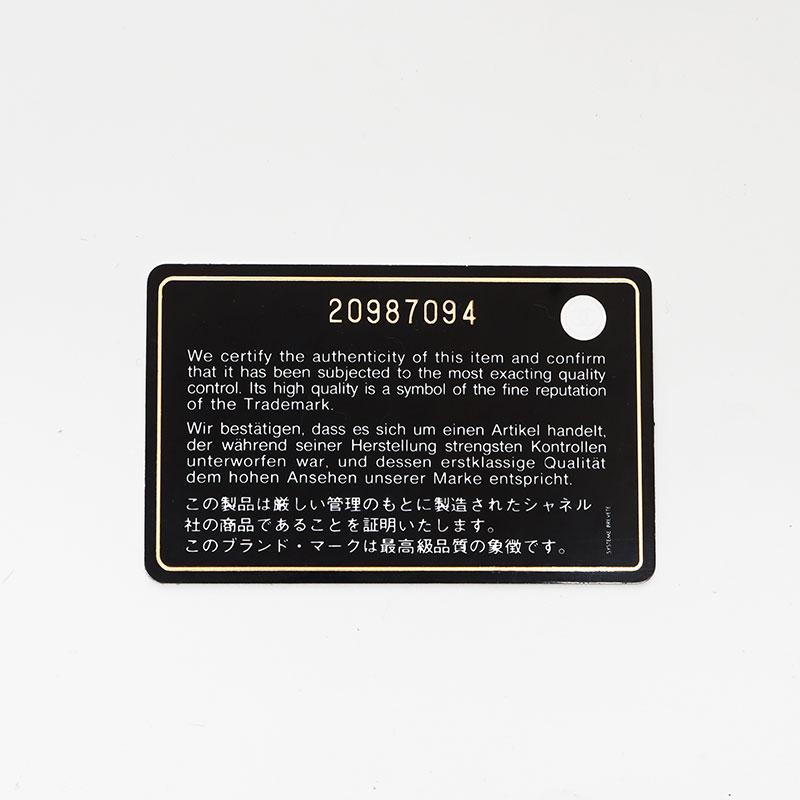 20987094
We certify the authenticity of this item and confirm
that it has been subjected to the most exacting quality
control. Its high quality is a symbol of the fine reputation
of the Trademark.
Wir bestätigen, dass es sich um einen Artikel handelt,
der während seiner Herstellung strengsten Kontrollen
unterworfen war, und dessen erstklassige Qualität
dem hohen Ansehen unserer Marke entspricht.
この製品は厳しい管理のもとに製造されたシャネル
社の商品であることを証明いたします。
このブランド・マークは最高級品質の象徴です。
SYSTEME BREVETE